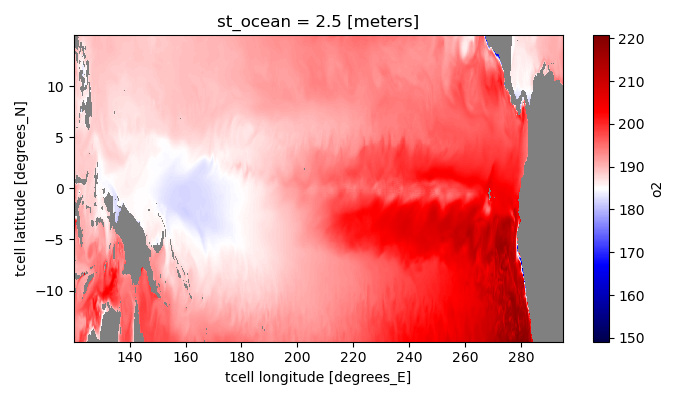 st_ocean = 2.5 [meters]
10
5
0
−5
−10
tcell latitude [degrees_N]
140 160 180 200 220 240 260 280
tcell longitude [degrees_E]
220
210
200
190
180
170
160
150
o2